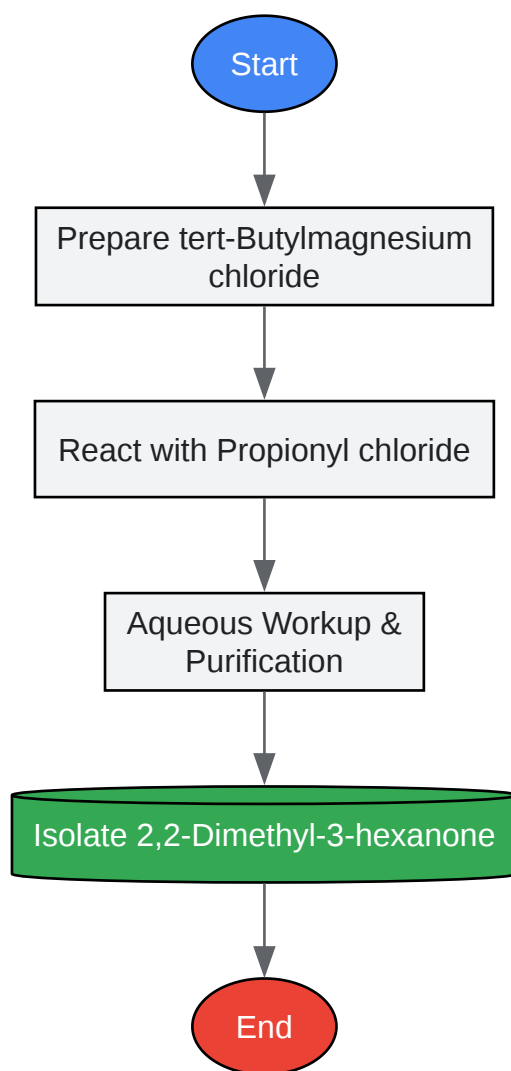 Start
Prepare tert-Butylmagnesium
chloride
React with Propionyl chloride
Aqueous Workup &
Purification
Isolate 2,2-Dimethyl-3-hexanone
End